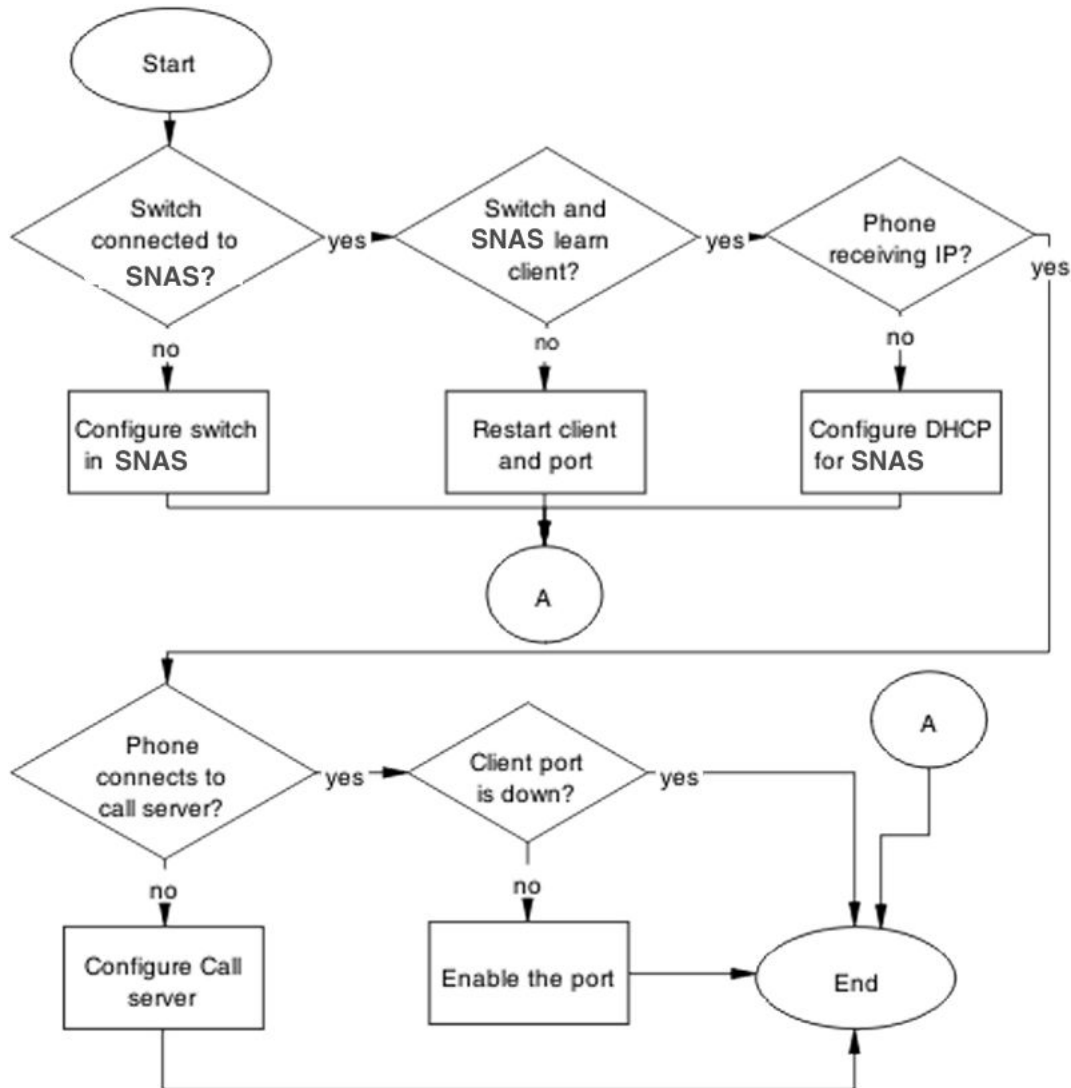 Start
Switch
connected to
SNAS?
yes
Switch and
SNAS learn
client?
yes
Phone
receiving IP?
yes
no
no
no
Configure switch
in SNAS
Restart client
and port
Configure DHCP
for SNAS
A
A
Phone
connects to
call server?
yes
Client port
is down?
yes
no
no
Configure Call
server
Enable the port
End